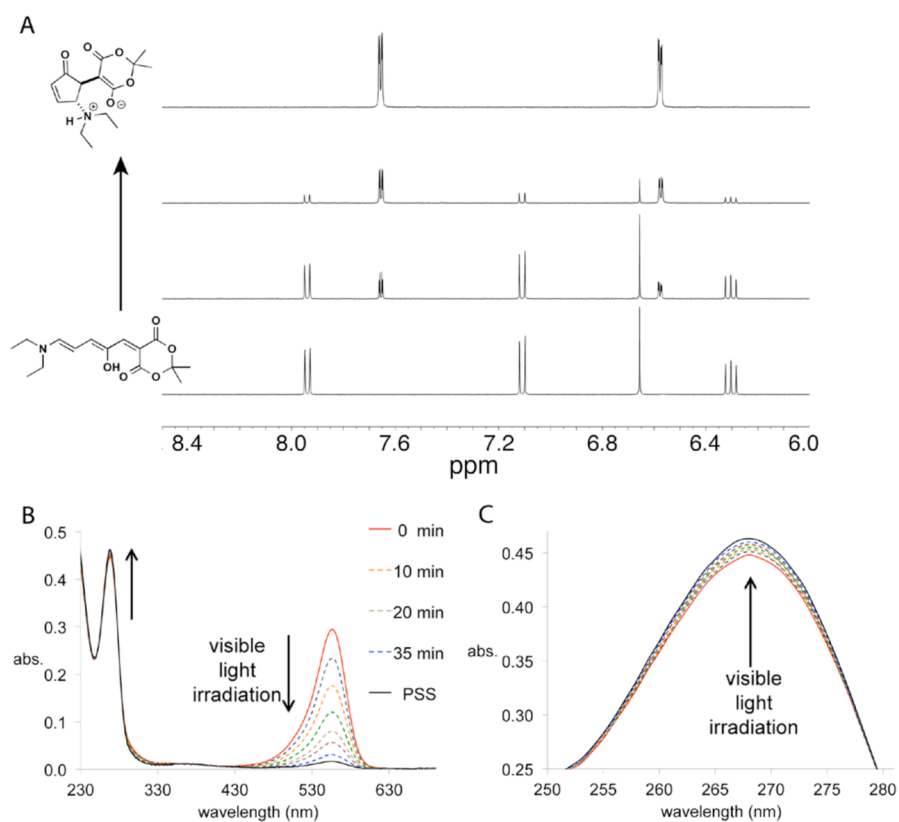 A
O
O
O
O
O
⊖
H
N
⊕
N
OH
O
O
O
O
8.4 8.0 7.6 7.2 6.8 6.4 6.0
ppm
B
0.5
0.4
0.3
0.2
0.1
0.0
abs.
230 330 430 530 630
wavelength (nm)
visible
light
irradiation
0 min
10 min
20 min
35 min
PSS
C
0.45
0.40
0.35
0.30
0.25
abs.
250 255 260 265 270 275 280
wavelength (nm)
visible
light
irradiation